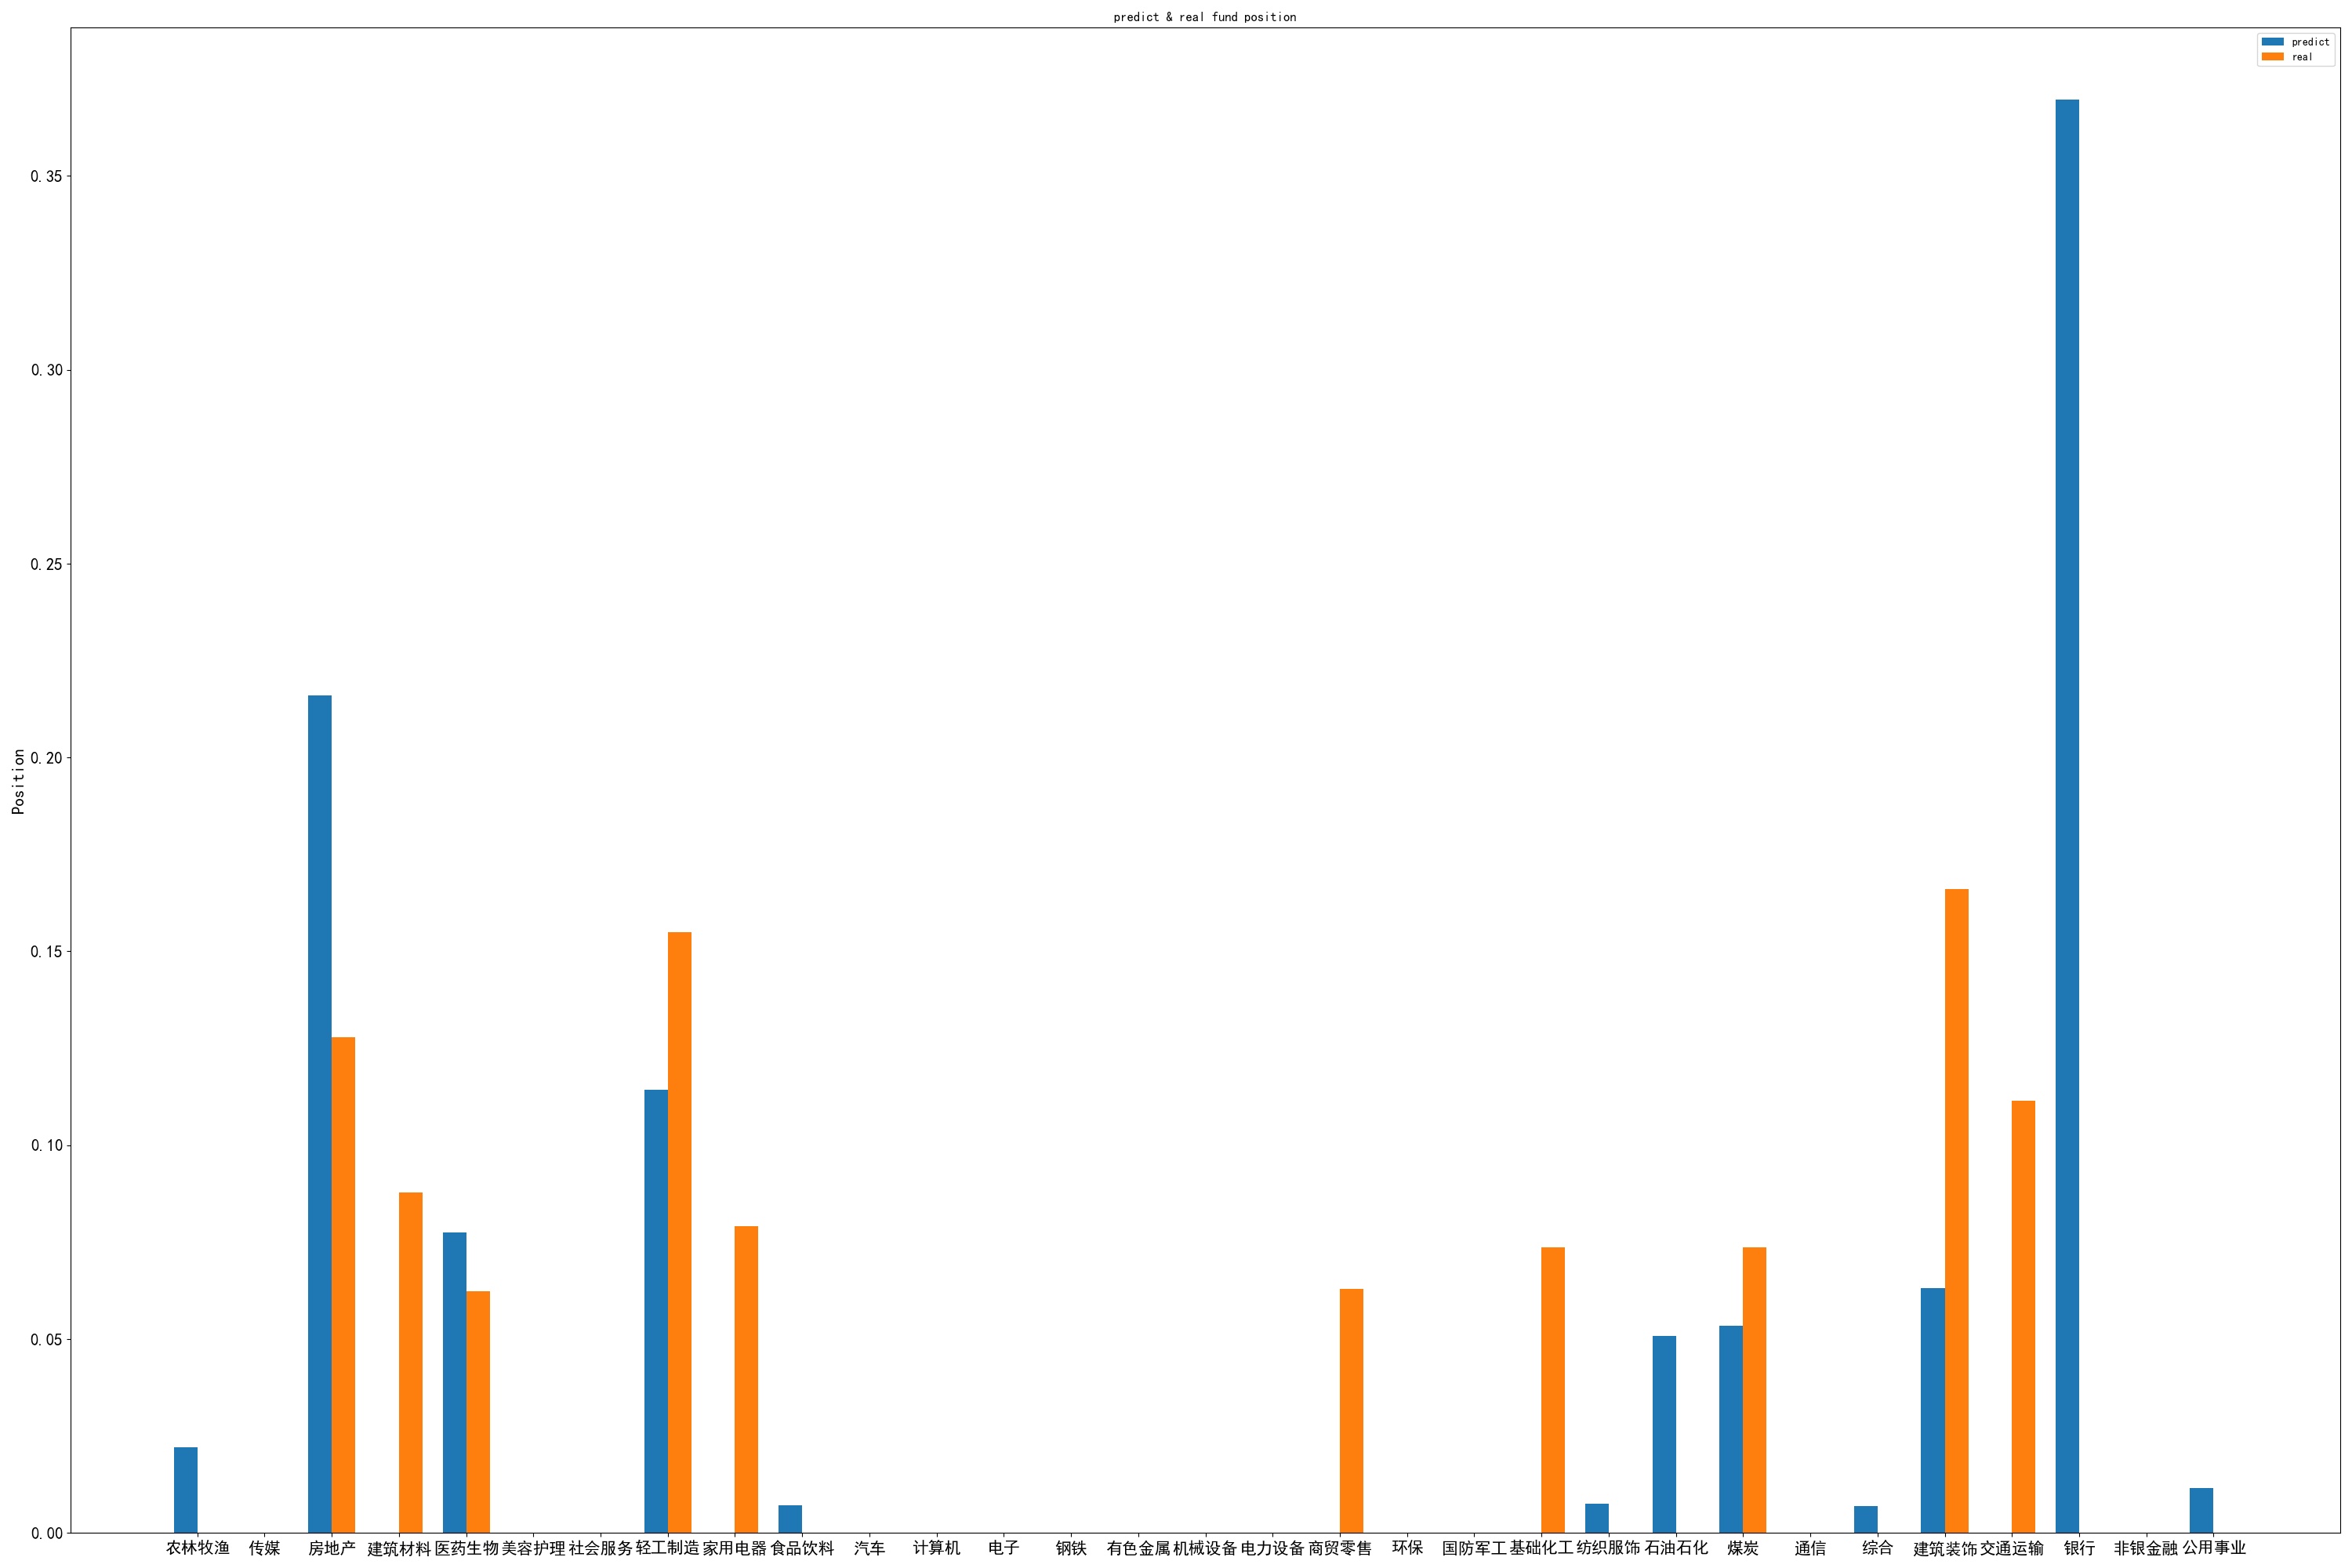 predict & real fund position
predict
real
0.35
0.30
0.25
0.20
0.15
0.10
0.05
0.00
Position
农林牧渔 传媒 房地产 建筑材料 医药生物 美容护理 社会服务 轻工制造 家用电器 食品饮料 汽车 计算机 电子 钢铁 有色金属 机械设备 电力设备 商贸零售 环保 国防军工 基础化工 纺织服饰 石油石化 煤炭 通信 综合 建筑装饰 交通运输 银行 非银金融 公用事业